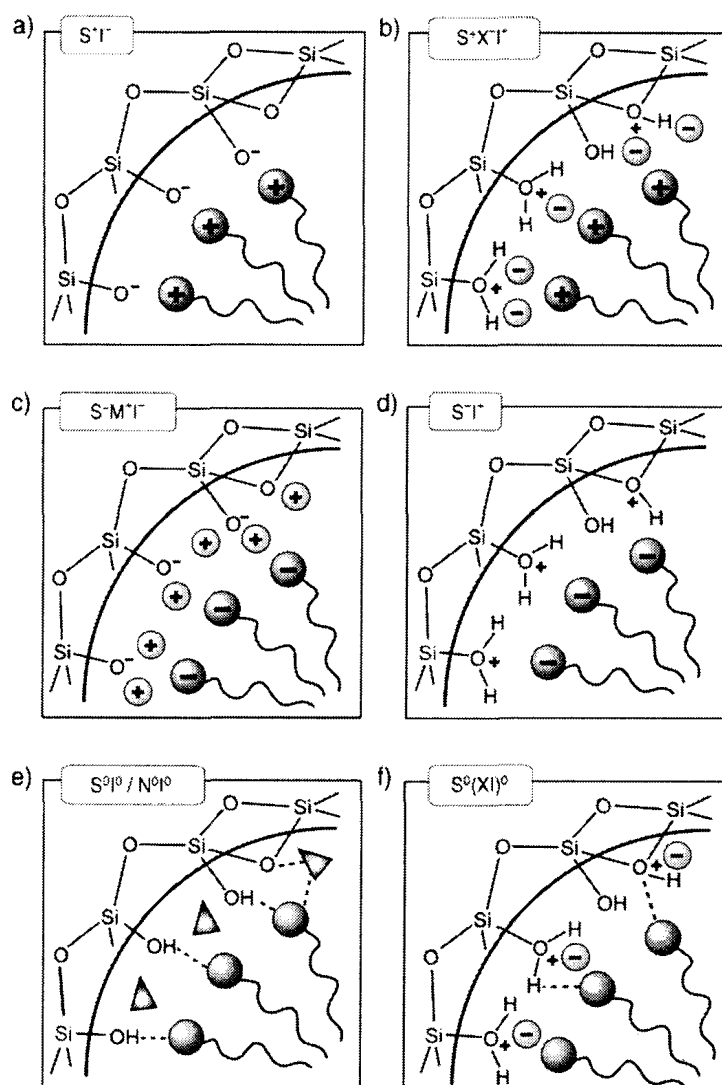 a) S⁺I⁻
O Si
Si O
O
O⁻
Si
O⁻ +
O
+
Si O⁻ +
b) S⁺X⁻I⁺
O Si
Si O H −
O +
OH −
Si H +
O +
O H −
+
H
Si O + −
H − +
c) S⁻M⁺I⁻
O Si
Si O +
O
O⁻
+ +
Si O⁻ −
O + −
Si O⁻ + −
+
d) S⁻I⁺
O Si
Si O
O + H
OH
Si H −
O +
O H −
H
Si O + −
H
e) S⁰I⁰ / N⁰I⁰
O Si
Si O
O
OH
Si
OH
O
Si OH
f) S⁰(XI)⁰
O Si
Si O + −
O H
OH
Si H
O + −
O H
H
Si O + −
H